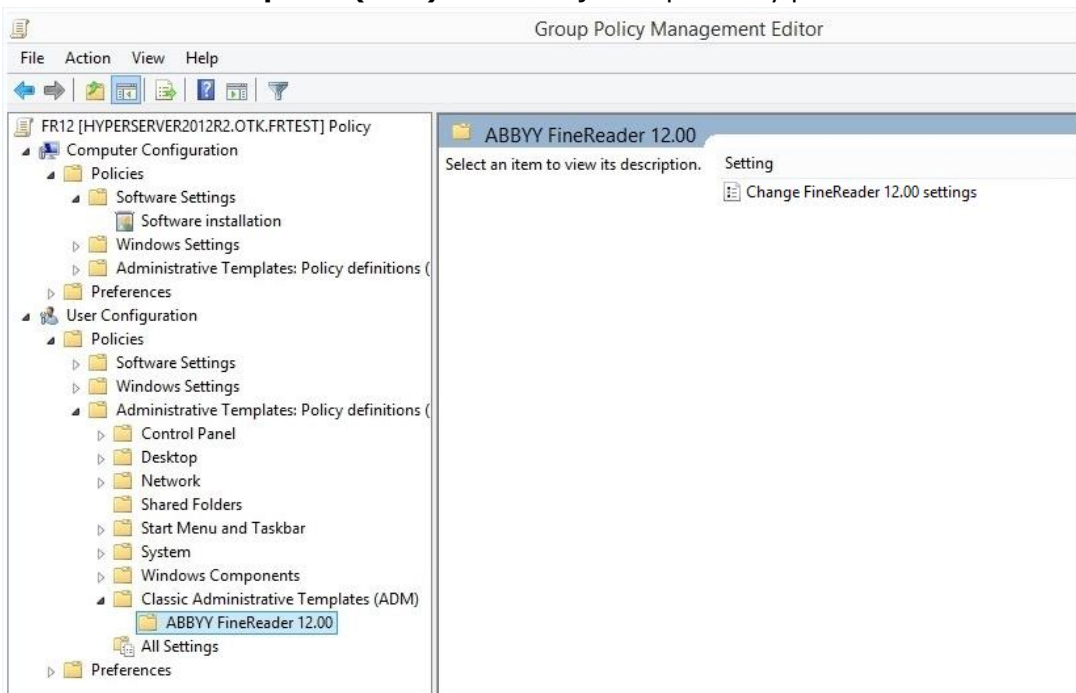 Group Policy Management Editor
File Action View Help
FR12 [HYPERSERVER2012R2.OTK.FRTEST] Policy
Computer Configuration
Policies
Software Settings
Software installation
Windows Settings
Administrative Templates: Policy definitions (
Preferences
User Configuration
Policies
Software Settings
Windows Settings
Administrative Templates: Policy definitions (
Control Panel
Desktop
Network
Shared Folders
Start Menu and Taskbar
System
Windows Components
Classic Administrative Templates (ADM)
ABBYY FineReader 12.00
All Settings
Preferences
ABBYY FineReader 12.00
Select an item to view its description.
Setting
Change FineReader 12.00 settings